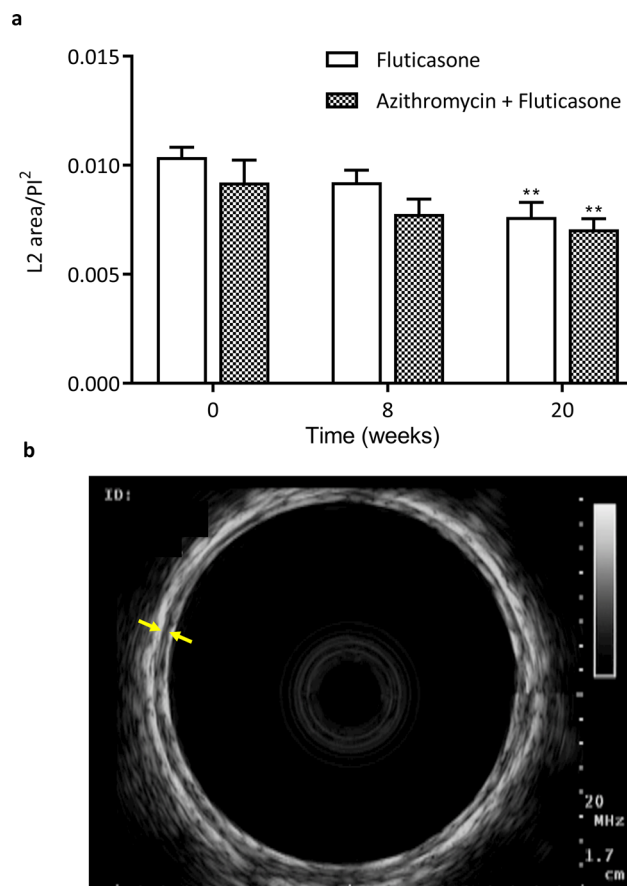 a
0.015
0.010
0.005
0.000
L2 area/PI²
Fluticasone
Azithromycin + Fluticasone
**
**
0
8
20
Time (weeks)
b
ID:
20
MHz
1.7
cm